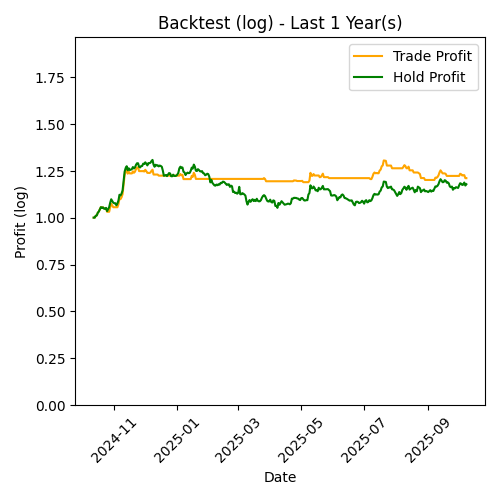 Backtest (log) - Last 1 Year(s)
Trade Profit
Hold Profit
Profit (log)
1.75
1.50
1.25
1.00
0.75
0.50
0.25
0.00
2024-11
2025-01
2025-03
2025-05
2025-07
2025-09
Date